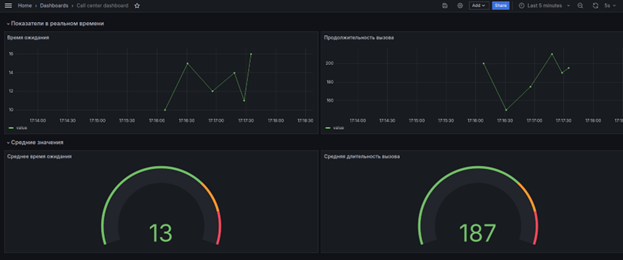 Home › Dashboards › Call center dashboard
Add
Share
Last 5 minutes
5s
Показатели в реальном времени
Время ожидания
16
14
12
10
17:14:00 17:14:30 17:15:00 17:15:30 17:16:00 17:16:30 17:17:00 17:17:30 17:18:00 17:18:30
value
Продолжительность вызова
200
180
160
17:14:00 17:14:30 17:15:00 17:15:30 17:16:00 17:16:30 17:17:00 17:17:30 17:18:00
value
Средние значения
Среднее время ожидания
13
Средняя длительность вызова
187